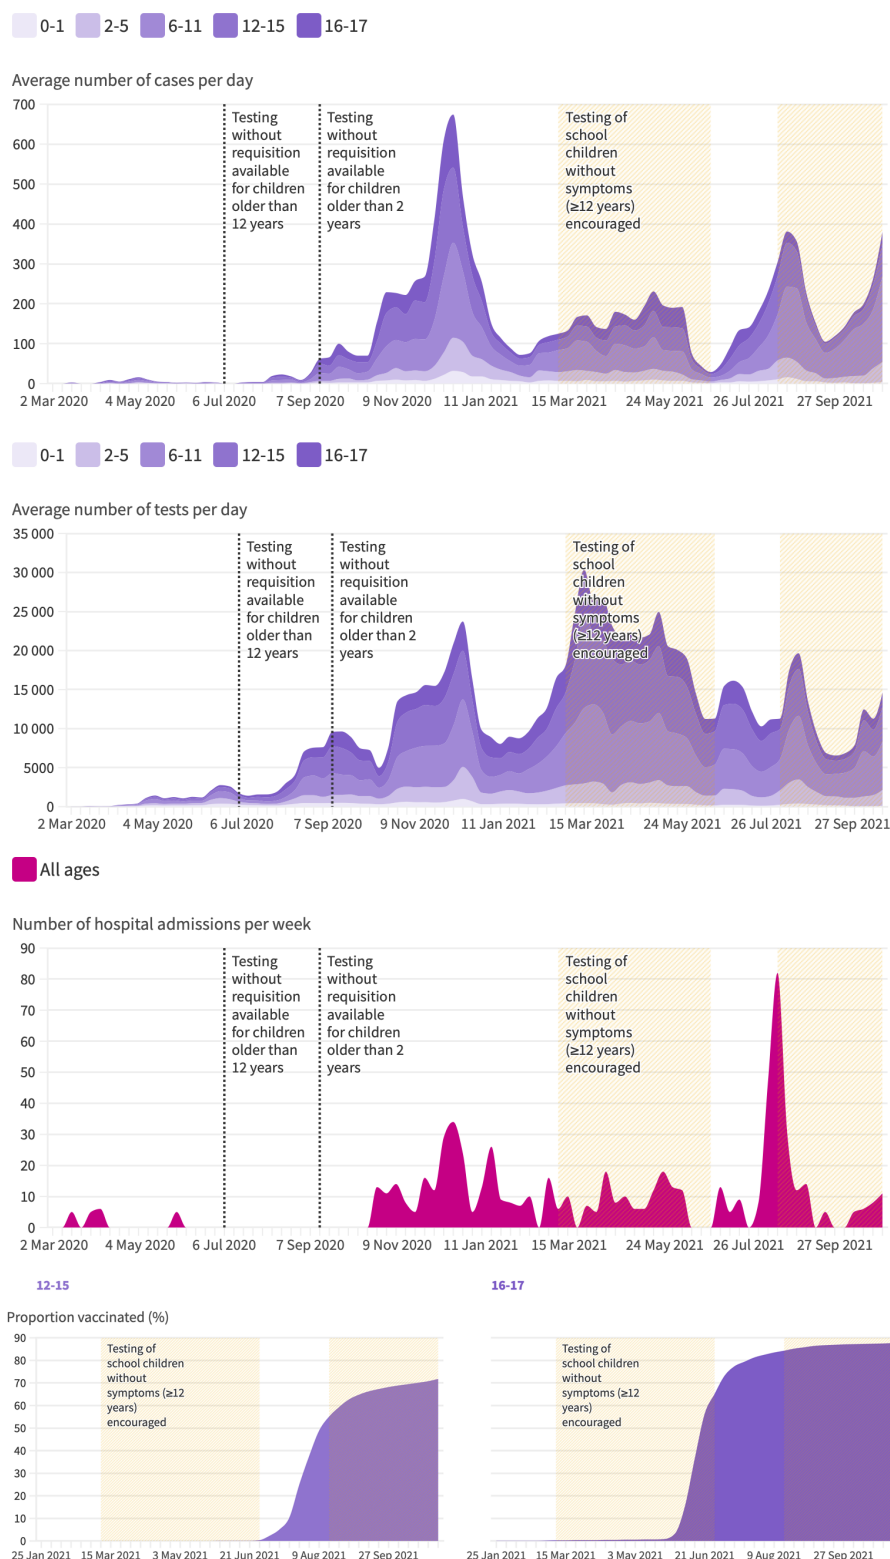 0-1 2-5 6-11 12-15 16-17
Average number of cases per day
700
600
500
400
300
200
100
0
Testing
without
requisition
available
for children
older than
12 years
Testing
without
requisition
available
for children
older than 2
years
Testing of
school
children
without
symptoms
(≥12 years)
encouraged
2 Mar 2020 4 May 2020 6 Jul 2020 7 Sep 2020 9 Nov 2020 11 Jan 2021 15 Mar 2021 24 May 2021 26 Jul 2021 27 Sep 2021
0-1 2-5 6-11 12-15 16-17
Average number of tests per day
35 000
30 000
25 000
20 000
15 000
10 000
5000
0
Testing
without
requisition
available
for children
older than
12 years
Testing
without
requisition
available
for children
older than 2
years
Testing of
school
children
without
symptoms
(≥12 years)
encouraged
2 Mar 2020 4 May 2020 6 Jul 2020 7 Sep 2020 9 Nov 2020 11 Jan 2021 15 Mar 2021 24 May 2021 26 Jul 2021 27 Sep 2021
All ages
Number of hospital admissions per week
90
80
70
60
50
40
30
20
10
0
Testing
without
requisition
available
for children
older than
12 years
Testing
without
requisition
available
for children
older than 2
years
Testing of
school
children
without
symptoms
(≥12 years)
encouraged
2 Mar 2020 4 May 2020 6 Jul 2020 7 Sep 2020 9 Nov 2020 11 Jan 2021 15 Mar 2021 24 May 2021 26 Jul 2021 27 Sep 2021
12-15
16-17
Proportion vaccinated (%)
90
80
70
60
50
40
30
20
10
0
Testing of
school children
without
symptoms (≥12
years)
encouraged
25 Jan 2021 15 Mar 2021 3 May 2021 21 Jun 2021 9 Aug 2021 27 Sep 2021
Testing of
school children
without
symptoms (≥12
years)
encouraged
25 Jan 2021 15 Mar 2021 3 May 2021 21 Jun 2021 9 Aug 2021 27 Sep 2021